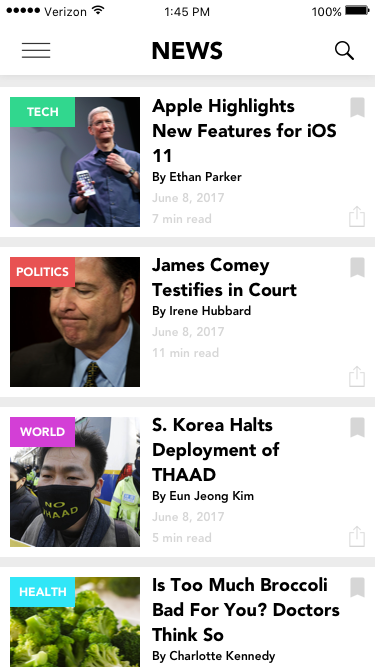 Verizon 1:45 PM 100%
NEWS
TECH
Apple Highlights
New Features for iOS
11
By Ethan Parker
June 8, 2017
7 min read
POLITICS
James Comey
Testifies in Court
By Irene Hubbard
June 8, 2017
11 min read
WORLD
S. Korea Halts
Deployment of
THAAD
By Eun Jeong Kim
June 8, 2017
5 min read
NO
THAAD
HEALTH
Is Too Much Broccoli
Bad For You? Doctors
Think So
By Charlotte Kennedy